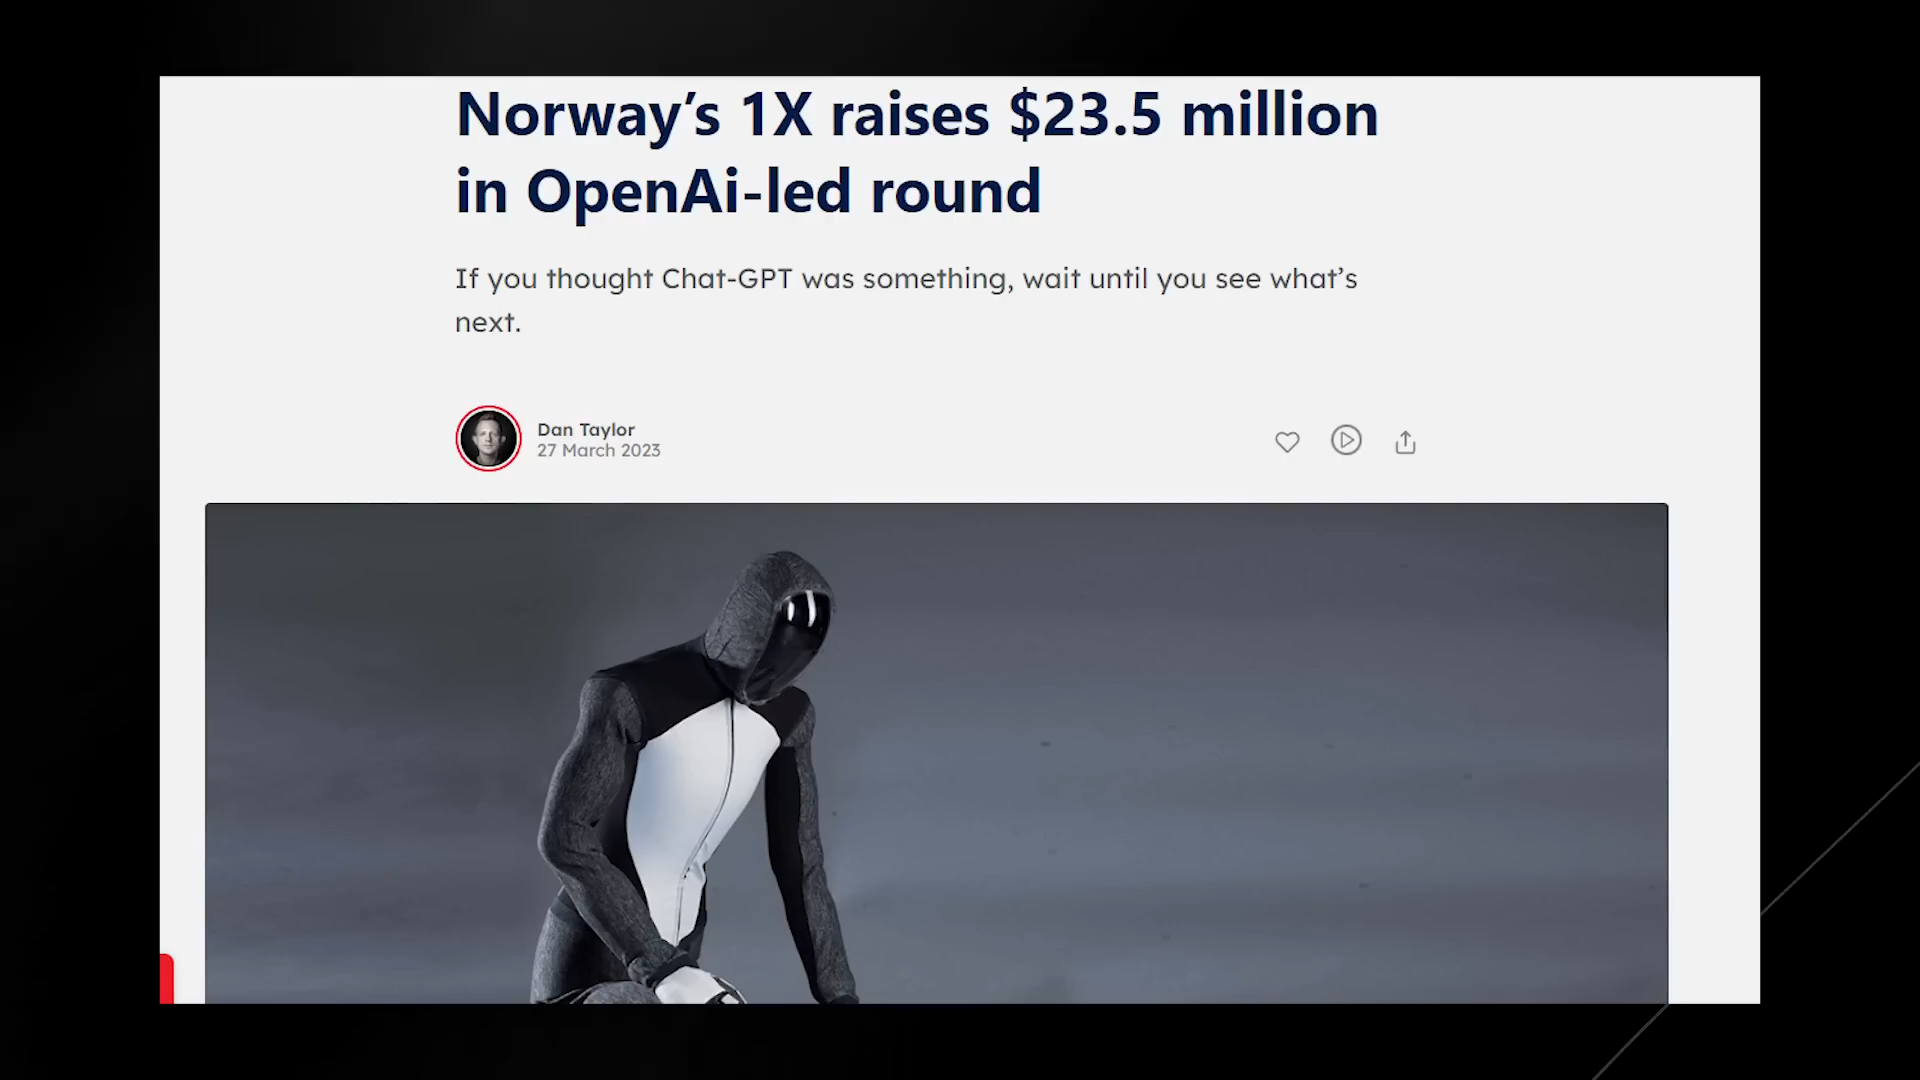 Norway’s 1X raises $23.5 million
in OpenAi-led round
If you thought Chat-GPT was something, wait until you see what’s
next.
Dan Taylor
27 March 2023